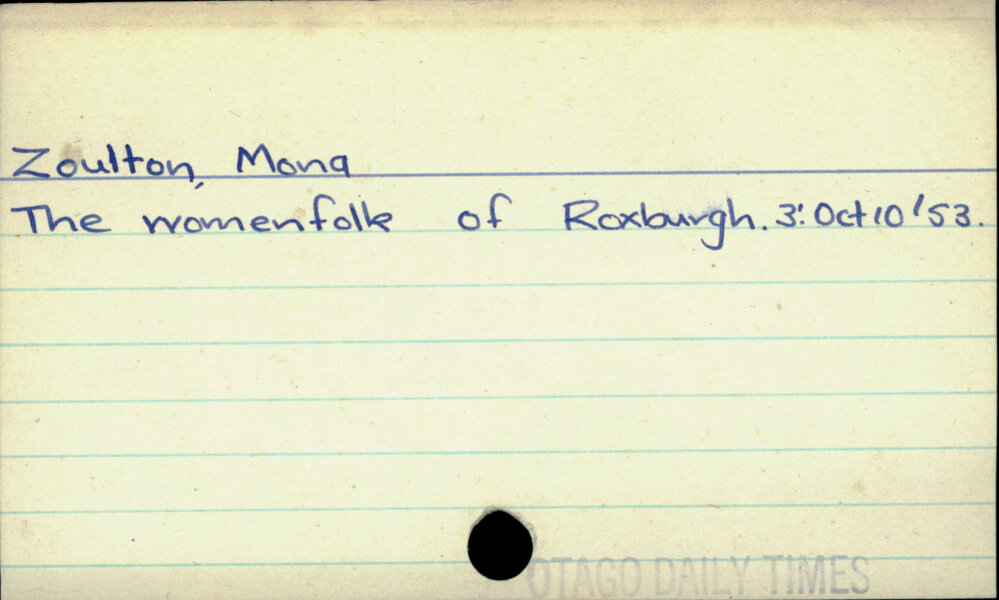 Zoulton, Mona
The womenfolk of Roxburgh. 3: Oct 10 '53.
OTAGO DAILY TIMES